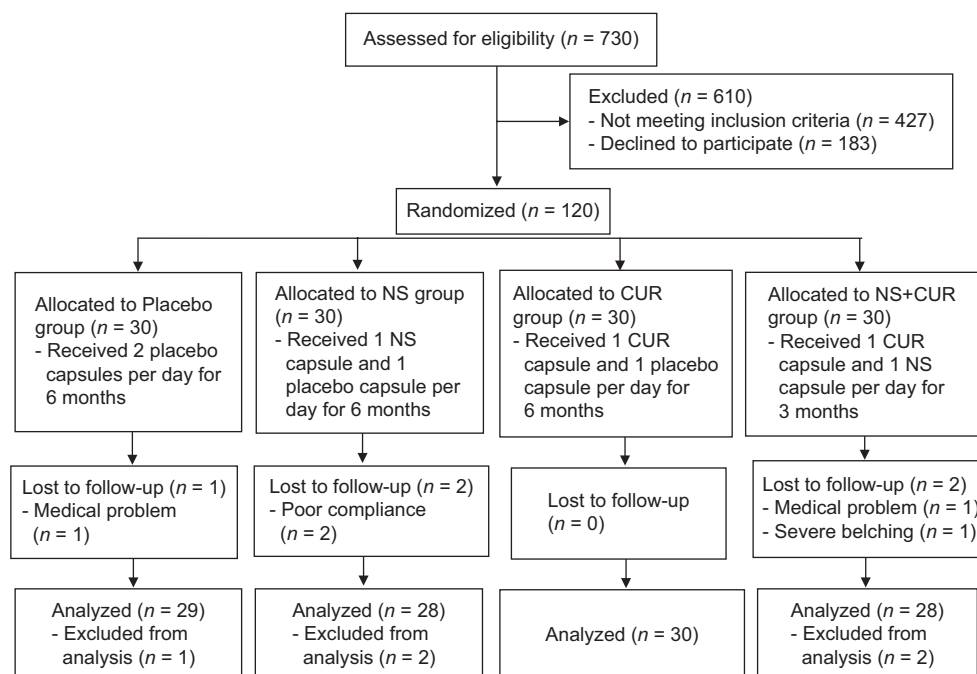 Assessed for eligibility (n = 730)
Excluded (n = 610)
- Not meeting inclusion criteria (n = 427)
- Declined to participate (n = 183)
Randomized (n = 120)
Allocated to Placebo
group (n = 30)
- Received 2 placebo
capsules per day for
6 months
Allocated to NS group
(n = 30)
- Received 1 NS
capsule and 1
placebo capsule per
day for 6 months
Allocated to CUR
group (n = 30)
- Received 1 CUR
capsule and 1 placebo
capsule per day for
6 months
Allocated to NS+CUR
group (n = 30)
- Received 1 CUR
capsule and 1 NS
capsule per day for
3 months
Lost to follow-up (n = 1)
- Medical problem
(n = 1)
Lost to follow-up (n = 2)
- Poor compliance
(n = 2)
Lost to follow-up
(n = 0)
Lost to follow-up (n = 2)
- Medical problem (n = 1)
- Severe belching (n = 1)
Analyzed (n = 29)
- Excluded from
analysis (n = 1)
Analyzed (n = 28)
- Excluded from
analysis (n = 2)
Analyzed (n = 30)
Analyzed (n = 28)
- Excluded from
analysis (n = 2)